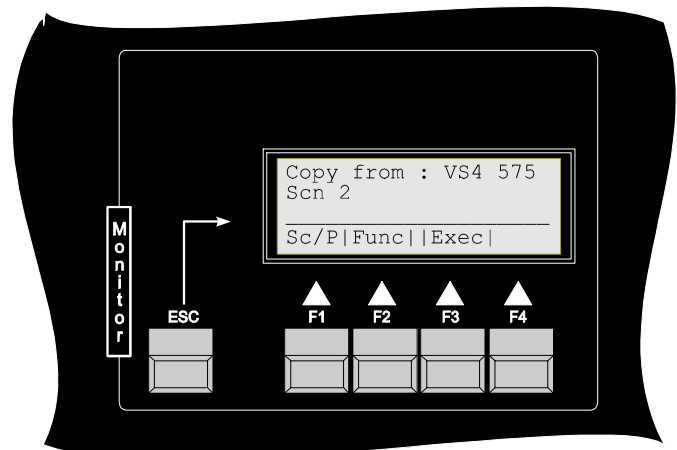 Copy from : VS4 575
Scn 2
Sc/P|Func||Exec|
Monitor
ESC
F1 F2 F3 F4